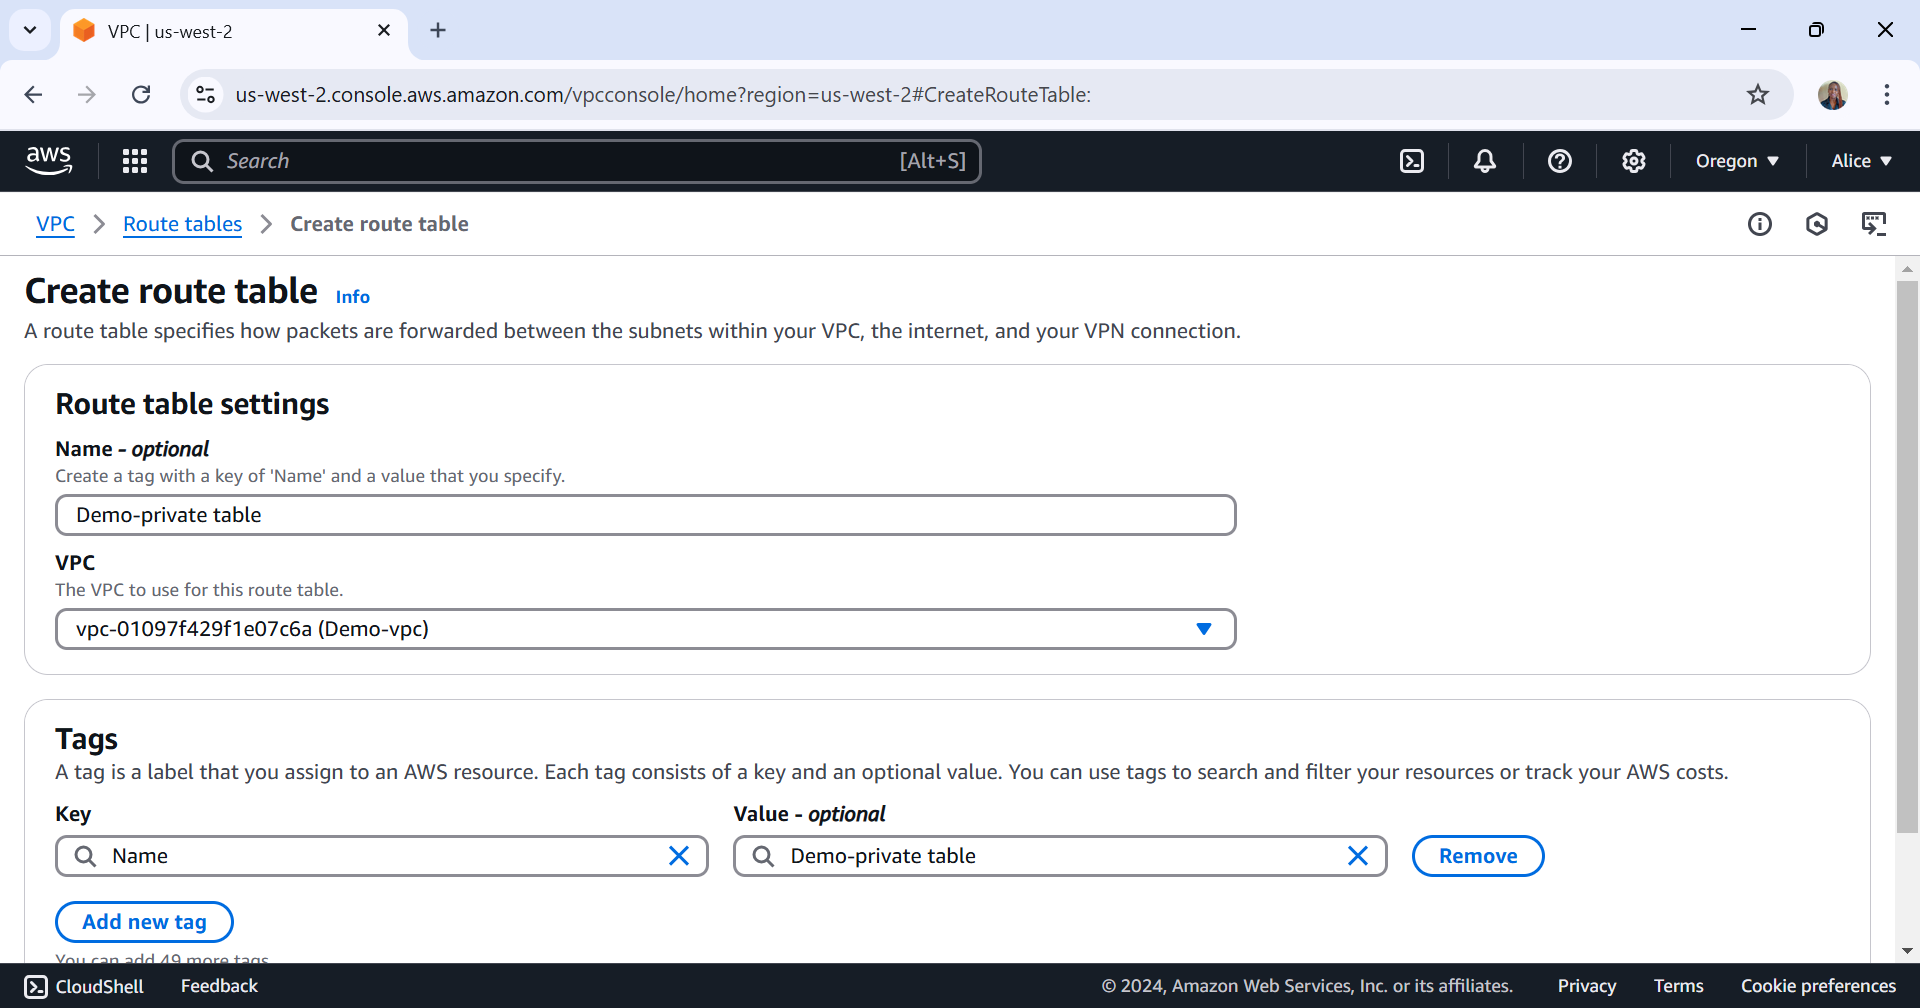 VPC | us-west-2
us-west-2.console.aws.amazon.com/vpcconsole/home?region=us-west-2#CreateRouteTable:
aws
Search
[Alt+S]
Oregon
Alice
VPC
Route tables
Create route table
Create route table
Info
A route table specifies how packets are forwarded between the subnets within your VPC, the internet, and your VPN connection.
Route table settings
Name - optional
Create a tag with a key of 'Name' and a value that you specify.
Demo-private table
VPC
The VPC to use for this route table.
vpc-01097f429f1e07c6a (Demo-vpc)
Tags
A tag is a label that you assign to an AWS resource. Each tag consists of a key and an optional value. You can use tags to search and filter your resources or track your AWS costs.
Key
Value - optional
Name
Demo-private table
Remove
Add new tag
You can add 49 more tags
CloudShell
Feedback
© 2024, Amazon Web Services, Inc. or its affiliates.
Privacy
Terms
Cookie preferences